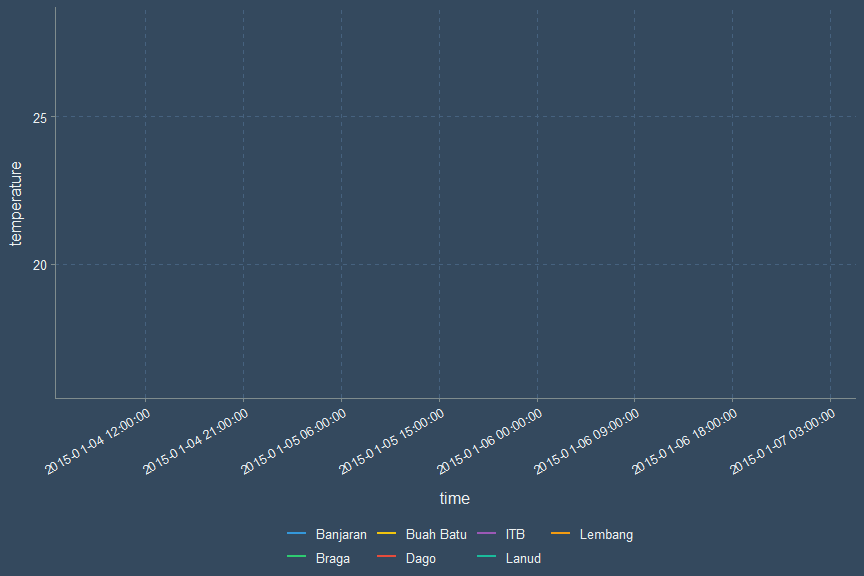 25
20
temperature
2015-01-04 12:00:00
2015-01-04 21:00:00
2015-01-05 06:00:00
2015-01-05 15:00:00
2015-01-06 00:00:00
2015-01-06 09:00:00
2015-01-06 18:00:00
2015-01-07 03:00:00
time
Banjaran Buah Batu ITB Lembang
Braga Dago Lanud